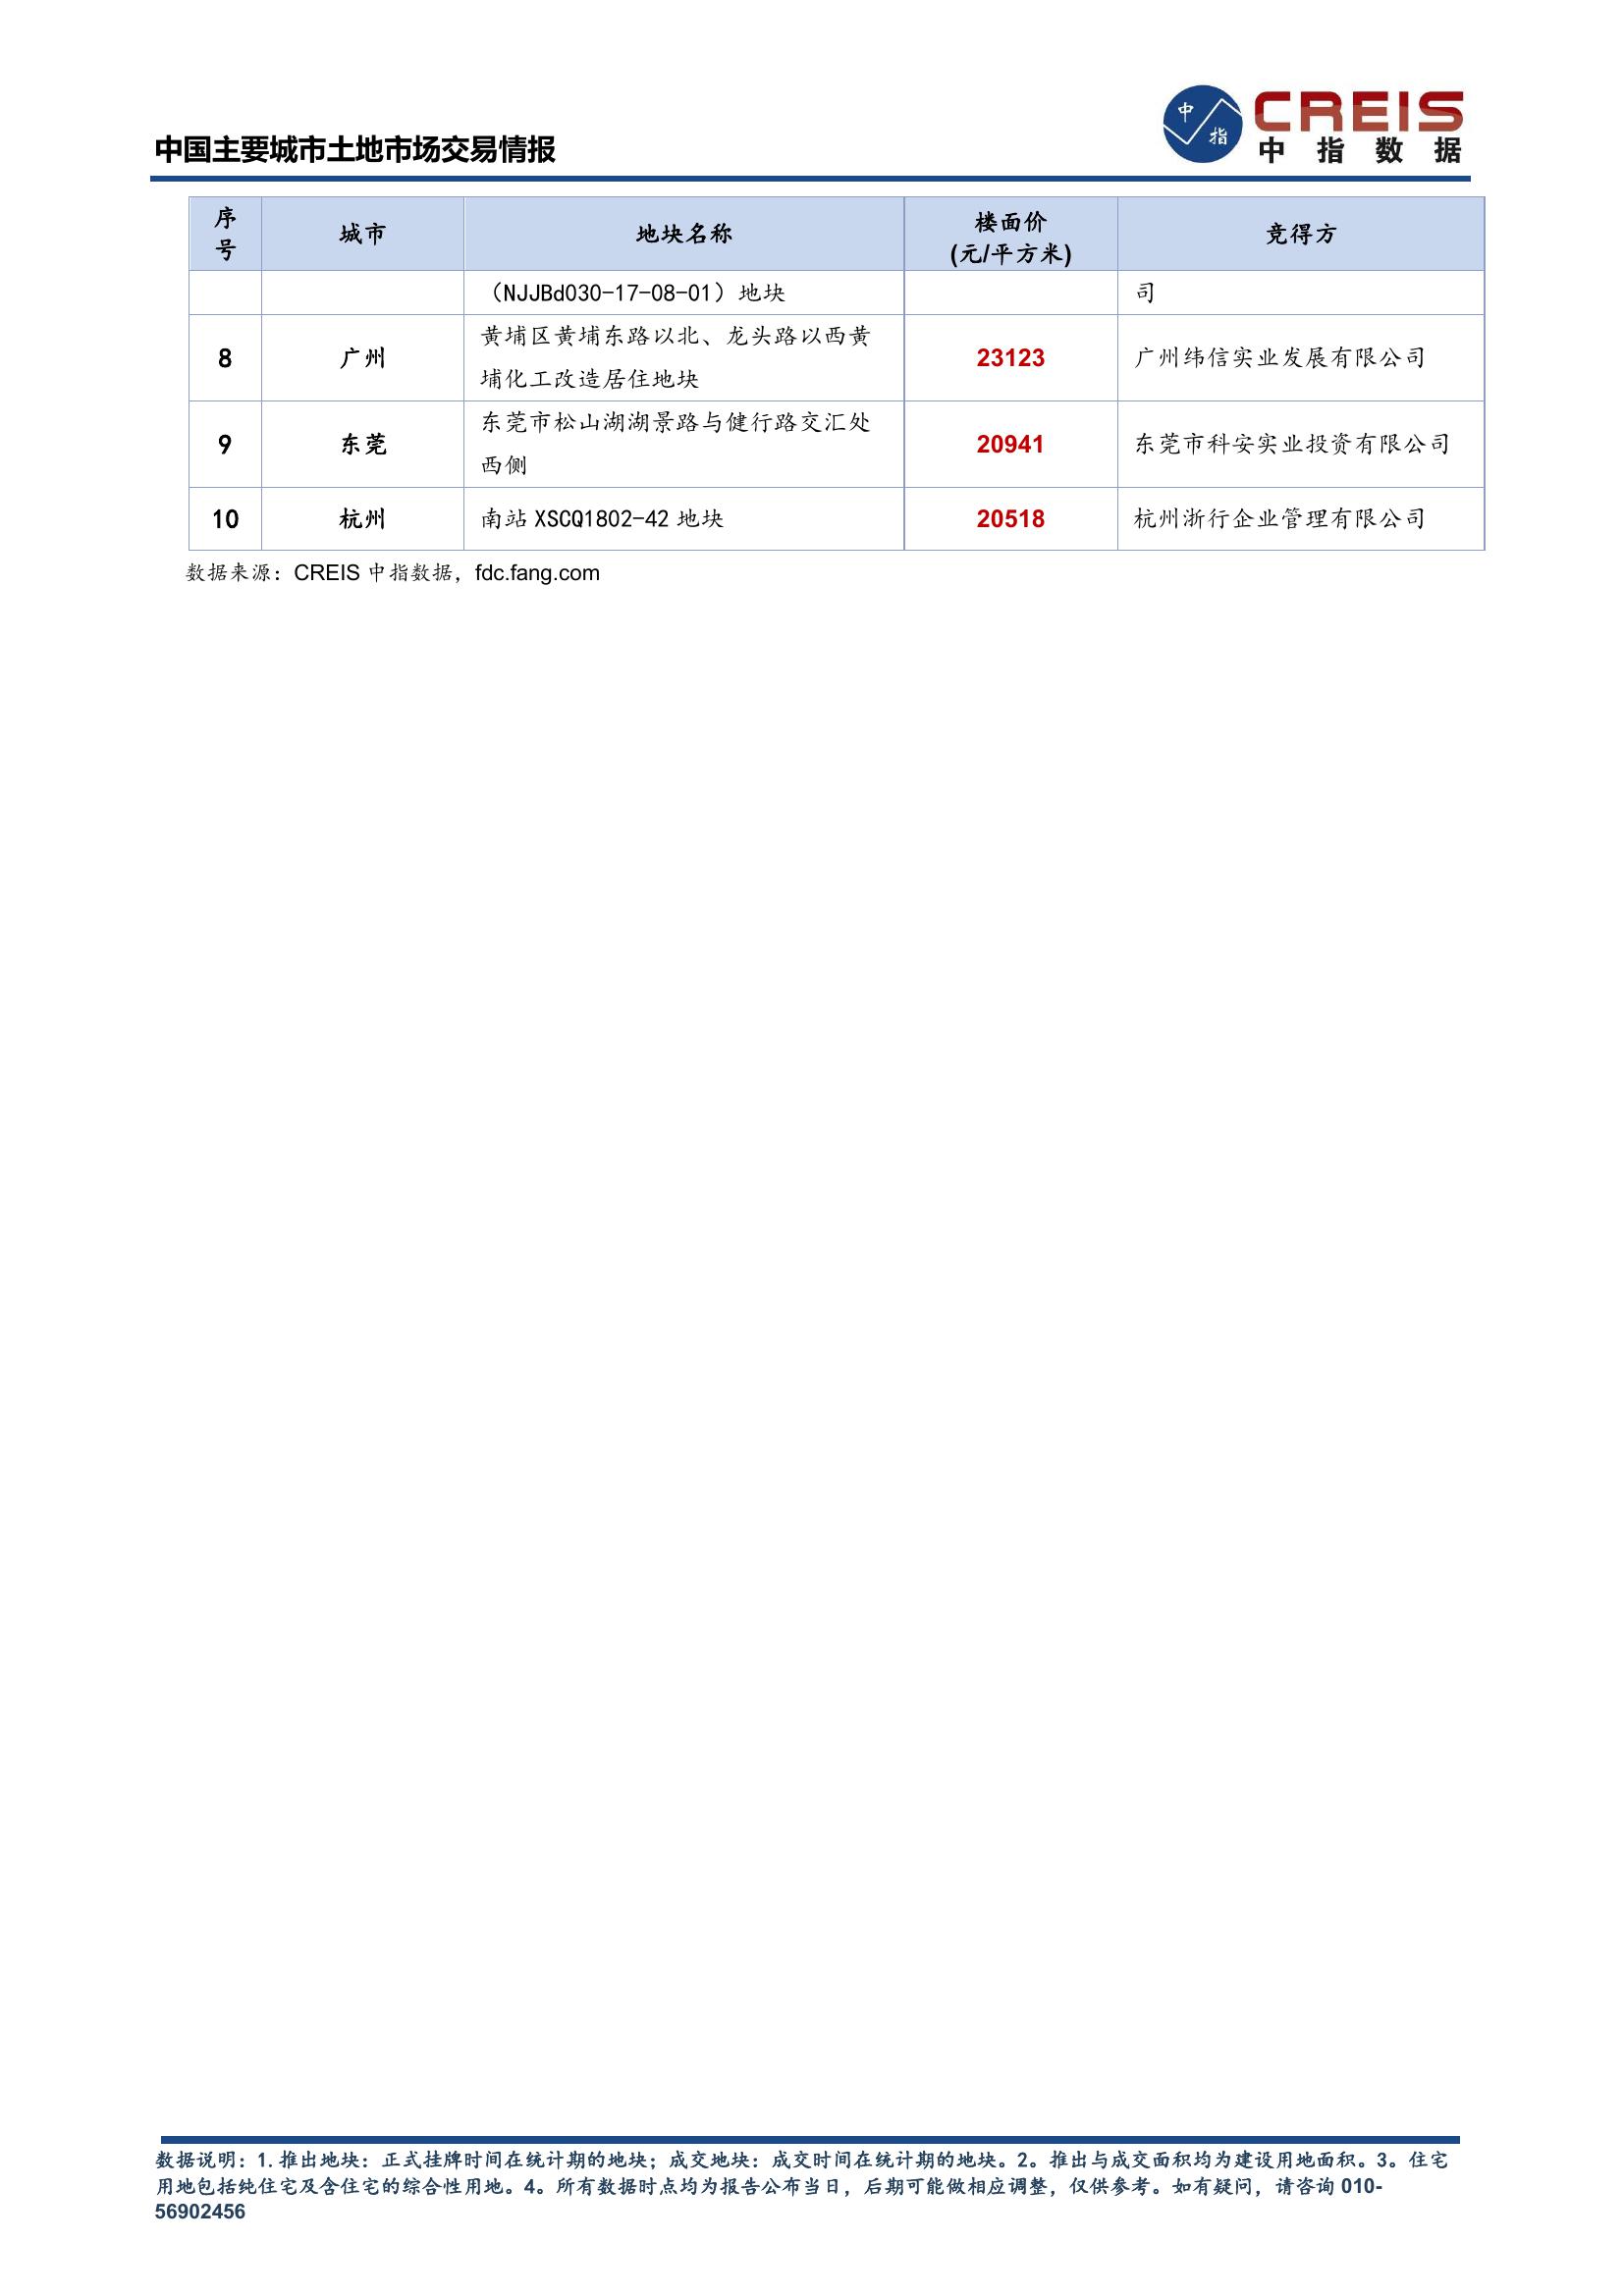 中国主要城市土地市场交易情报
中 指
CREIS
中指数据
序号 城市 地块名称 楼面价(元/平方米) 竞得方
（NJJBd030-17-08-01）地块 司
8 广州 黄埔区黄埔东路以北、龙头路以西黄
埔化工改造居住地块 23123 广州纬信实业发展有限公司
9 东莞 东莞市松山湖湖景路与健行路交汇处
西侧 20941 东莞市科安实业投资有限公司
10 杭州 南站 XSCQ1802-42 地块 20518 杭州浙行企业管理有限公司
数据来源：CREIS 中指数据，fdc.fang.com
数据说明：1.推出地块：正式挂牌时间在统计期的地块；成交地块：成交时间在统计期的地块。2。推出与成交面积均为建设用地面积。3。住宅
用地包括纯住宅及含住宅的综合性用地。4。所有数据时点均为报告公布当日，后期可能做相应调整，仅供参考。如有疑问，请咨询 010-
56902456